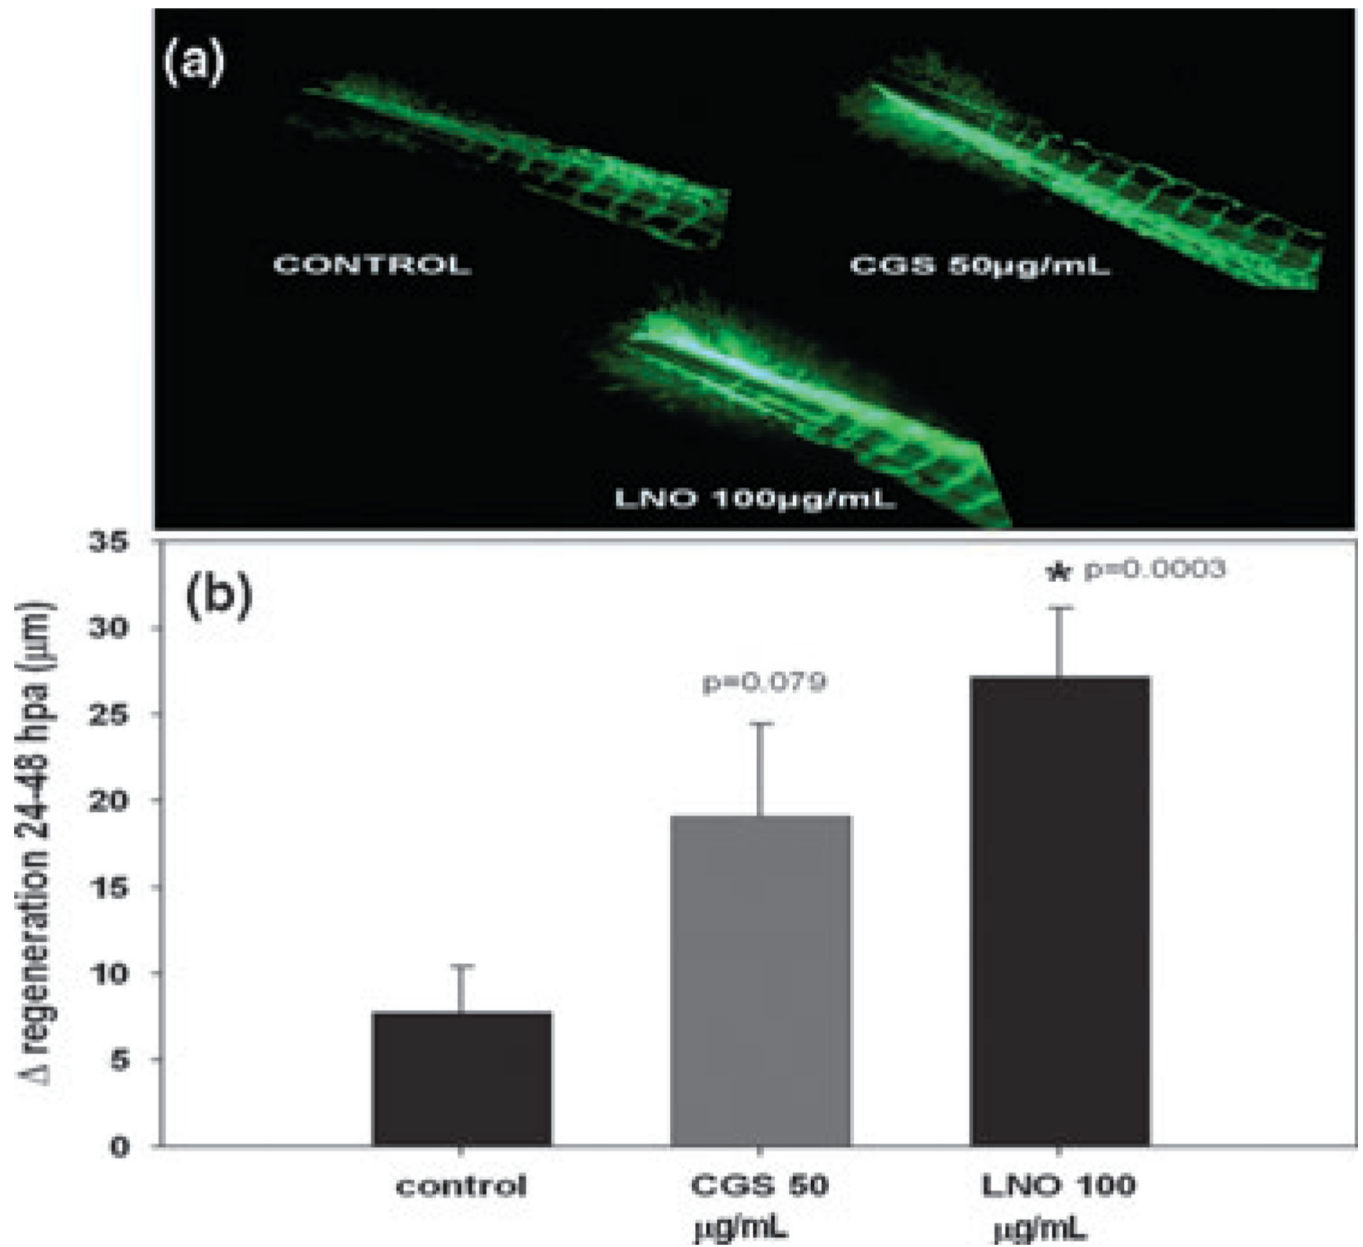 (a)
CONTROL
CGS 50µg/mL
LNO 100µg/mL
(b)
Δ regeneration 24-48 hpa (µm)
35
30
25
20
15
10
5
0
p=0.079
* p=0.0003
control
CGS 50
µg/mL
LNO 100
µg/mL